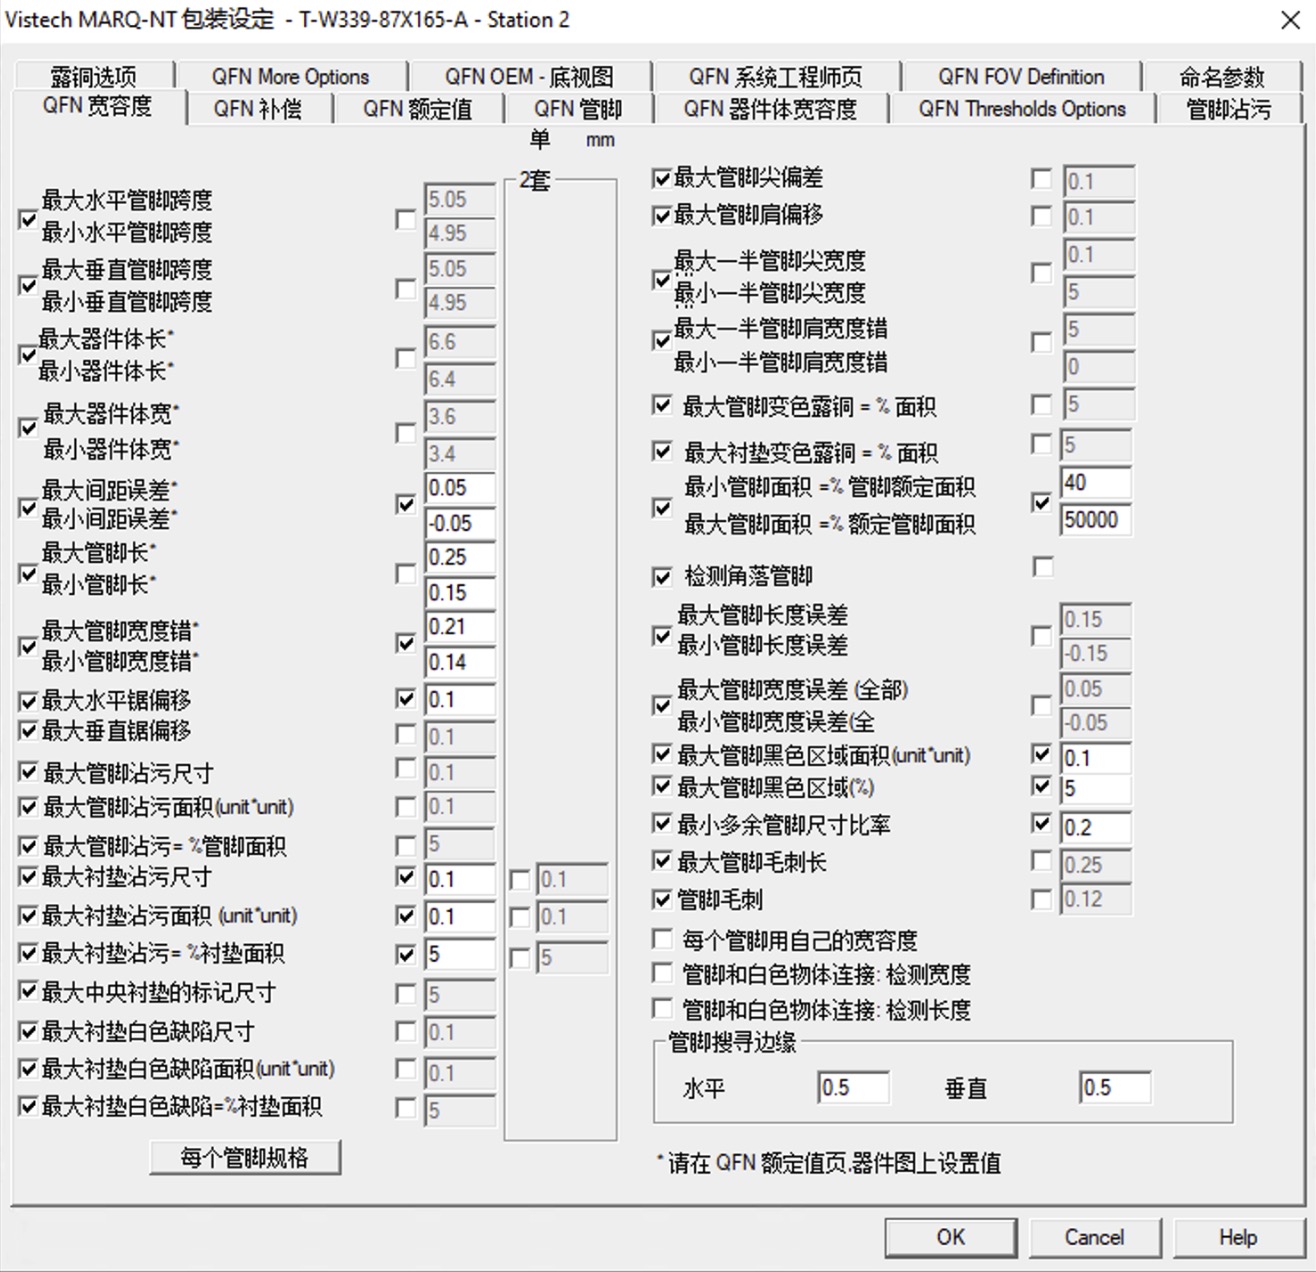 Vistech MARQ-NT 包装设定 - T-W339-87X165-A - Station 2
露铜选项 QFN More Options QFN OEM - 底视图 QFN 系统工程师页 QFN FOV Definition 命名参数
QFN 宽容度 QFN 补偿 QFN 额定值 QFN 管脚 QFN 器件体宽容度 QFN Thresholds Options 管脚沾污
单 mm
2套
最大水平管脚跨度 5.05
最小水平管脚跨度 4.95
最大垂直管脚跨度 5.05
最小垂直管脚跨度 4.95
最大器件体长* 6.6
最小器件体长* 6.4
最大器件体宽* 3.6
最小器件体宽* 3.4
最大间距误差* 0.05
最小间距误差* -0.05
最大管脚长* 0.25
最小管脚长* 0.15
最大管脚宽度错* 0.21
最小管脚宽度错* 0.14
最大水平锯偏移 0.1
最大垂直锯偏移 0.1
最大管脚沾污尺寸 0.1
最大管脚沾污面积(unit*unit) 0.1
最大管脚沾污= %管脚面积 5
最大衬垫沾污尺寸 0.1 0.1
最大衬垫沾污面积 (unit*unit) 0.1 0.1
最大衬垫沾污= %衬垫面积 5 5
最大中央衬垫的标记尺寸 5
最大衬垫白色缺陷尺寸 0.1
最大衬垫白色缺陷面积(unit*unit) 0.1
最大衬垫白色缺陷=%衬垫面积 5
每个管脚规格
最大管脚尖偏差 0.1
最大管脚肩偏移 0.1
最大一半管脚尖宽度 0.1
最小一半管脚尖宽度 5
最大一半管脚肩宽度错 5
最小一半管脚肩宽度错 0
最大管脚变色露铜 = % 面积 5
最大衬垫变色露铜 = % 面积 5
最小管脚面积 =% 管脚额定面积 40
最大管脚面积 =% 额定管脚面积 50000
检测角落管脚
最大管脚长度误差 0.15
最小管脚长度误差 -0.15
最大管脚宽度误差 (全部) 0.05
最小管脚宽度误差(全 -0.05
最大管脚黑色区域面积(unit*unit) 0.1
最大管脚黑色区域(%) 5
最小多余管脚尺寸比率 0.2
最大管脚毛刺长 0.25
管脚毛刺 0.12
每个管脚用自己的宽容度
管脚和白色物体连接: 检测宽度
管脚和白色物体连接: 检测长度
管脚搜寻边缘
水平 0.5 垂直 0.5
* 请在 QFN 额定值页,器件图上设置值
OK Cancel Help